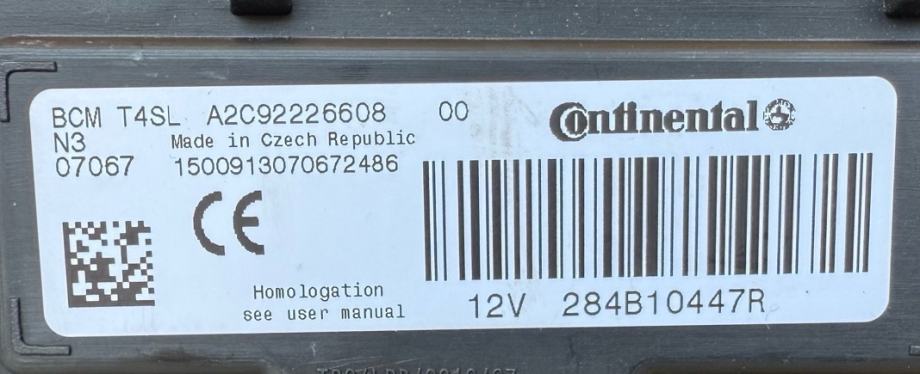 BCM T4SL A2C92226608 00
Continental
N3 Made in Czech Republic
07067 1500913070672486
CE
Homologation
see user manual
12V 284B10447R